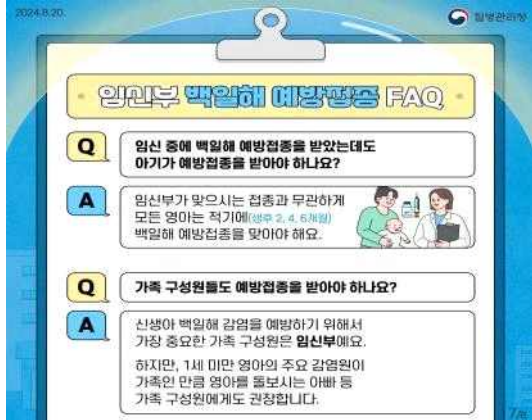 2024.8.20.
질병관리청
임신부 백일해 예방접종 FAQ
Q
임신 중에 백일해 예방접종을 받았는데도
아기가 예방접종을 받아야 하나요?
A
임신부가 맞으시는 접종과 무관하게
모든 영아는 적기에(생후 2, 4, 6개월)
백일해 예방접종을 맞아야 해요.
Q
가족 구성원들도 예방접종을 받아야 하나요?
A
신생아 백일해 감염을 예방하기 위해서
가장 중요한 가족 구성원은 임신부예요.
하지만, 1세 미만 영아의 주요 감염원이
가족인 만큼 영아를 돌보시는 아빠 등
가족 구성원에게도 권장합니다.